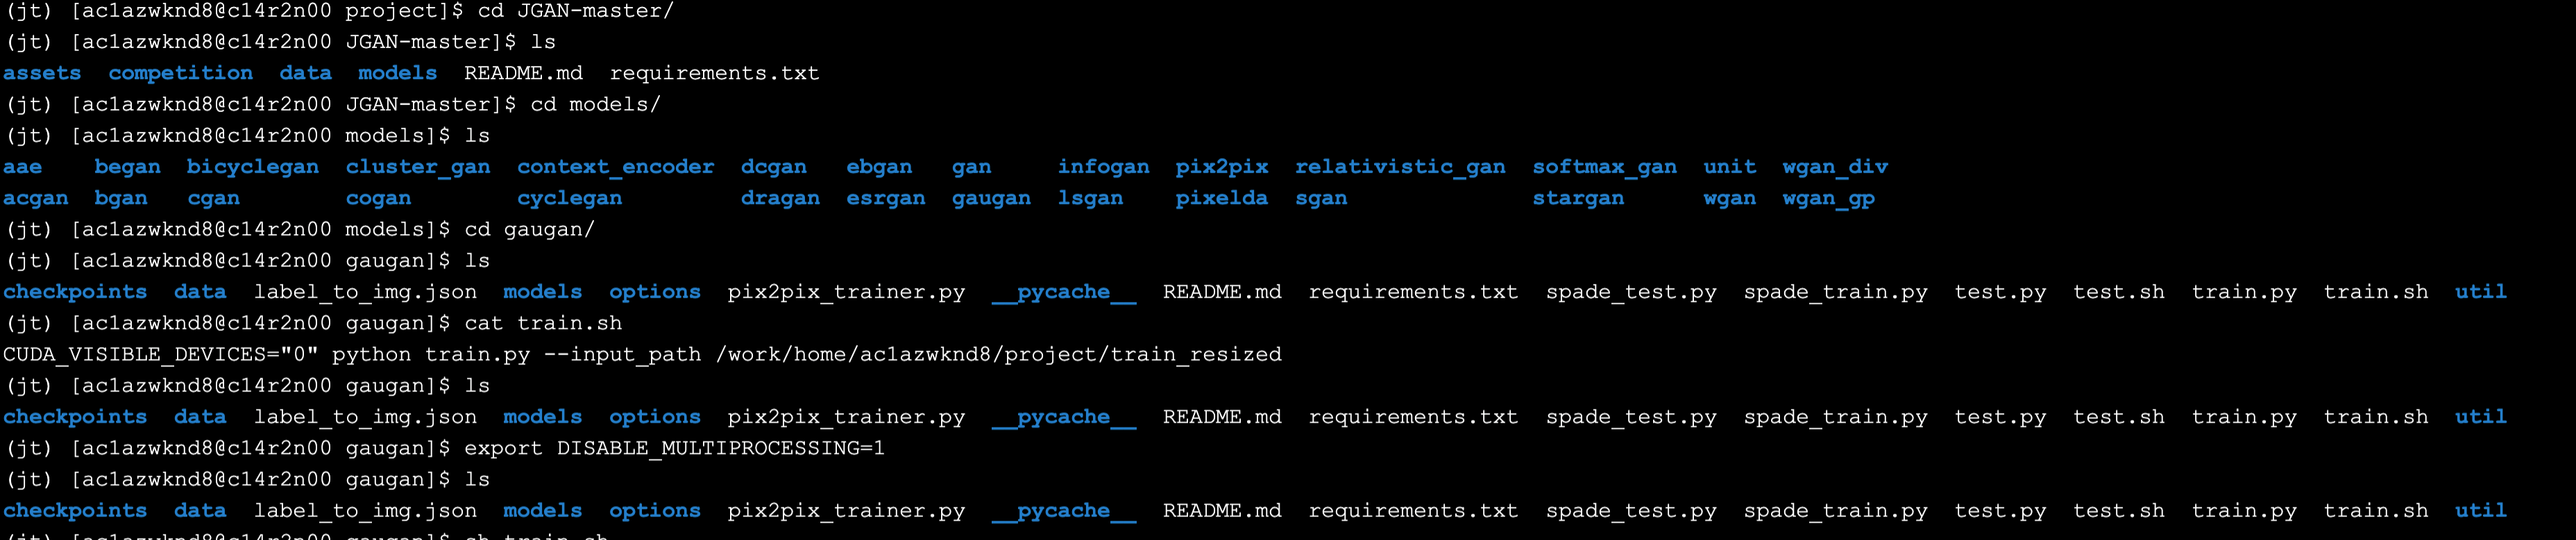 (jt) [ac1azwknd8@c14r2n00 project]$ cd JGAN-master/
(jt) [ac1azwknd8@c14r2n00 JGAN-master]$ ls
assets  competition  data  models  README.md  requirements.txt
(jt) [ac1azwknd8@c14r2n00 JGAN-master]$ cd models/
(jt) [ac1azwknd8@c14r2n00 models]$ ls
aae    began  bicyclegan  cluster_gan  context_encoder  dcgan   ebgan   gan     infogan  pix2pix  relativistic_gan  softmax_gan  unit  wgan_div
acgan  bgan   cgan        cogan        cyclegan         dragan  esrgan  gaugan  lsgan    pixelda  sgan              stargan      wgan  wgan_gp
(jt) [ac1azwknd8@c14r2n00 models]$ cd gaugan/
(jt) [ac1azwknd8@c14r2n00 gaugan]$ ls
checkpoints  data  label_to_img.json  models  options  pix2pix_trainer.py  __pycache__  README.md  requirements.txt  spade_test.py  spade_train.py  test.py  test.sh  train.py  train.sh  util
(jt) [ac1azwknd8@c14r2n00 gaugan]$ cat train.sh
CUDA_VISIBLE_DEVICES="0" python train.py --input_path /work/home/ac1azwknd8/project/train_resized
(jt) [ac1azwknd8@c14r2n00 gaugan]$ ls
checkpoints  data  label_to_img.json  models  options  pix2pix_trainer.py  __pycache__  README.md  requirements.txt  spade_test.py  spade_train.py  test.py  test.sh  train.py  train.sh  util
(jt) [ac1azwknd8@c14r2n00 gaugan]$ export DISABLE_MULTIPROCESSING=1
(jt) [ac1azwknd8@c14r2n00 gaugan]$ ls
checkpoints  data  label_to_img.json  models  options  pix2pix_trainer.py  __pycache__  README.md  requirements.txt  spade_test.py  spade_train.py  test.py  test.sh  train.py  train.sh  util
(jt) [ac1azwknd8@c14r2n00 gaugan]$ sh train.sh